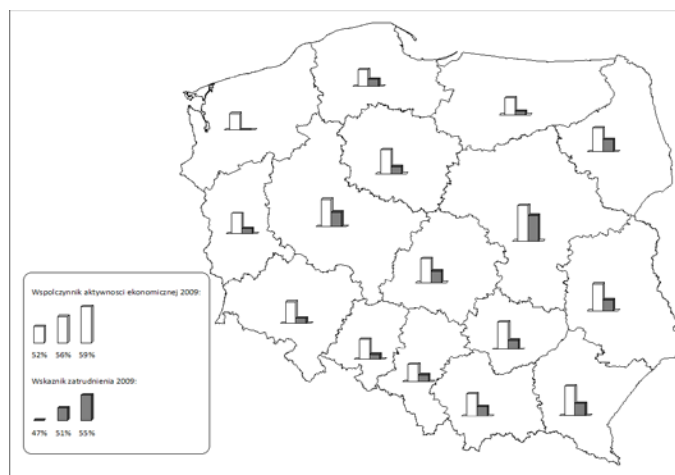 Wspolczynnik aktywnosci ekonomicznej 2009:
52% 56% 59%
Wskaznik zatrudnienia 2009:
47% 51% 55%